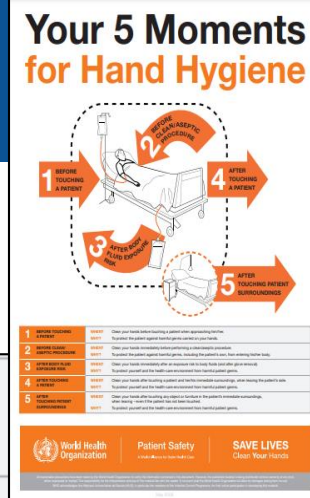 Your 5 Moments
for Hand Hygiene
BEFORE
CLEAN/ASEPTIC
PROCEDURE
2
1
BEFORE
TOUCHING
A PATIENT
4
AFTER
TOUCHING
A PATIENT
3
AFTER BODY
FLUID EXPOSURE
RISK
5
AFTER
TOUCHING PATIENT
SURROUNDINGS
1 BEFORE TOUCHING A PATIENT
WHEN? Clean your hands before touching a patient when approaching him/her.
WHY? To protect the patient against harmful germs carried on your hands.
2 BEFORE CLEAN/ ASEPTIC PROCEDURE
WHEN? Clean your hands immediately before performing a clean/aseptic procedure.
WHY? To protect the patient against harmful germs, including the patient's own, from entering his/her body.
3 AFTER BODY FLUID EXPOSURE RISK
WHEN? Clean your hands immediately after an exposure risk to body fluids (and after glove removal).
WHY? To protect yourself and the health-care environment from harmful patient germs.
4 AFTER TOUCHING A PATIENT
WHEN? Clean your hands after touching a patient and her/his immediate surroundings, when leaving the patient's side.
WHY? To protect yourself and the health-care environment from harmful patient germs.
5 AFTER TOUCHING PATIENT SURROUNDINGS
WHEN? Clean your hands after touching any object or furniture in the patient's immediate surroundings,
when leaving - even if the patient has not been touched.
WHY? To protect yourself and the health-care environment from harmful patient germs.
World Health
Organization
Patient Safety
A World Alliance for Safer Health Care
SAVE LIVES
Clean Your Hands